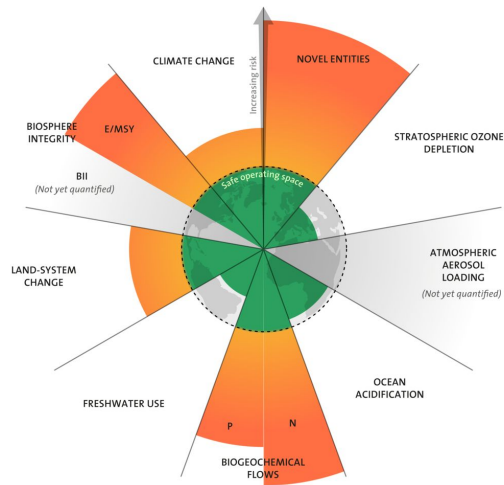 CLIMATE CHANGE
NOVEL ENTITIES
Increasing risk
STRATOSPHERIC OZONE
DEPLETION
BIOSPHERE
INTEGRITY
E/MSY
BII
(Not yet quantified)
Safe operating space
LAND-SYSTEM
CHANGE
ATMOSPHERIC
AEROSOL
LOADING
(Not yet quantified)
FRESHWATER USE
OCEAN
ACIDIFICATION
P
N
BIOGEOCHEMICAL
FLOWS